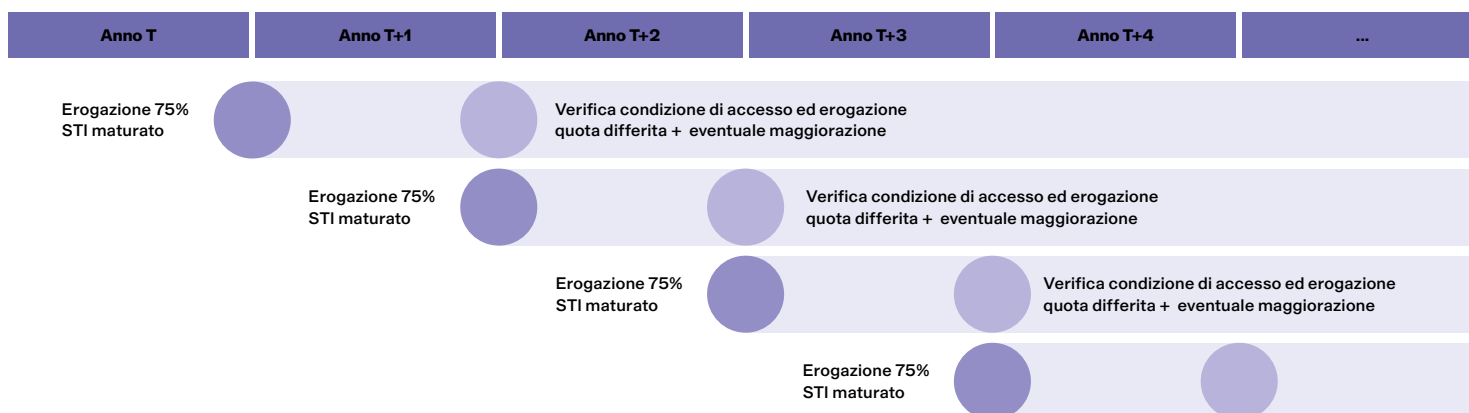 Anno T
Anno T+1
Anno T+2
Anno T+3
Anno T+4
...
Erogazione 75%
STI maturato
Verifica condizione di accesso ed erogazione
quota differita + eventuale maggiorazione
Erogazione 75%
STI maturato
Verifica condizione di accesso ed erogazione
quota differita + eventuale maggiorazione
Erogazione 75%
STI maturato
Verifica condizione di accesso ed erogazione
quota differita + eventuale maggiorazione
Erogazione 75%
STI maturato